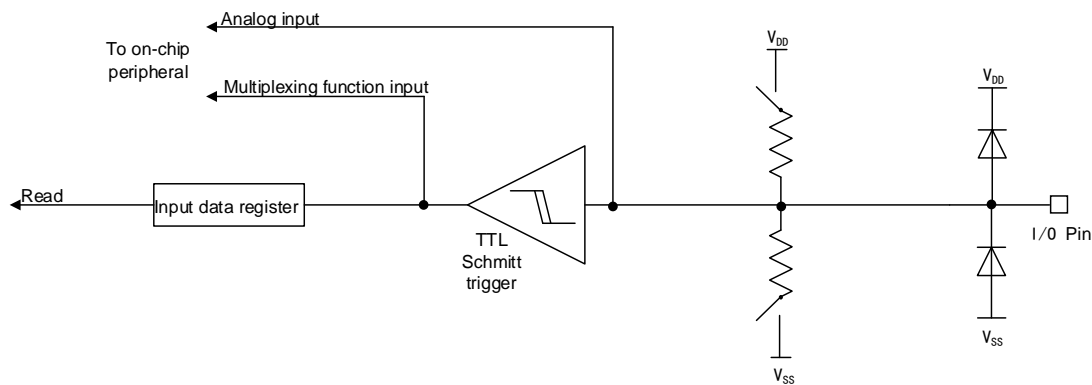 Analog input
To on-chip
peripheral
Multiplexing function input
Read
Input data register
TTL
Schmitt
trigger
VDD
VSS
VDD
I/O Pin
VSS